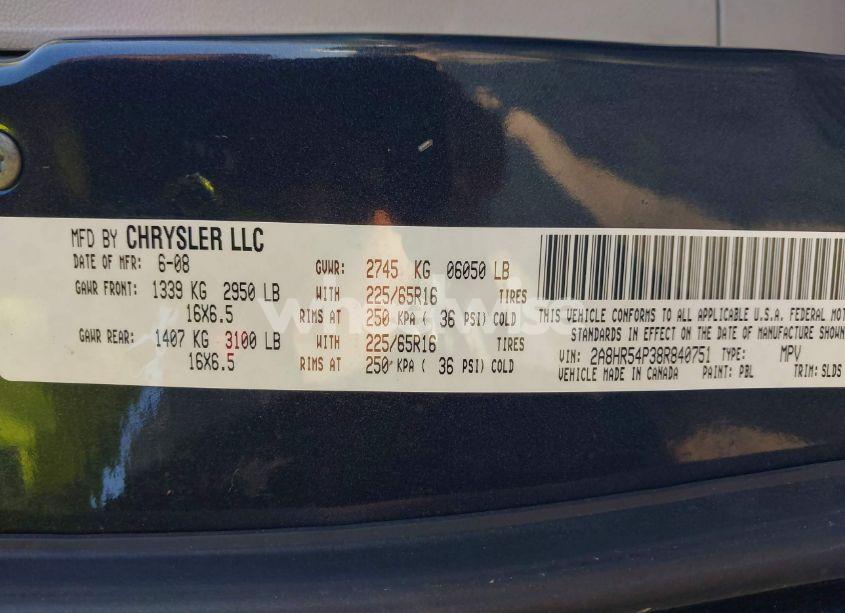 MFD BY CHRYSLER LLC
DATE OF MFR: 6-08 GVWR: 2745 KG 06050 LB
GAWR FRONT: 1339 KG 2950 LB WITH 225/65R16 TIRES
16X6.5 RIMS AT 250 KPA ( 36 PSI) COLD
GAWR REAR: 1407 KG 3100 LB WITH 225/65R16 TIRES
16X6.5 RIMS AT 250 KPA ( 36 PSI) COLD
THIS VEHICLE CONFORMS TO ALL APPLICABLE U.S.A. FEDERAL MOT
STANDARDS IN EFFECT ON THE DATE OF MANUFACTURE SHOWN
VIN: 2A8HR54P38R840751 TYPE: MPV
VEHICLE MADE IN CANADA PAINT: PBL TRIM: SLDS